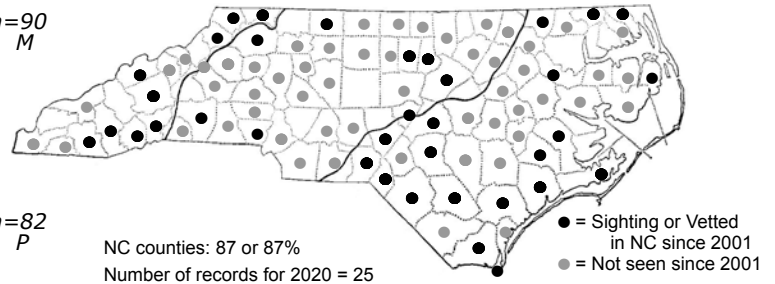 n=90
M
n=82
P
NC counties: 87 or 87%
Number of records for 2020 = 25
● = Sighting or Vetted
in NC since 2001
● = Not seen since 2001